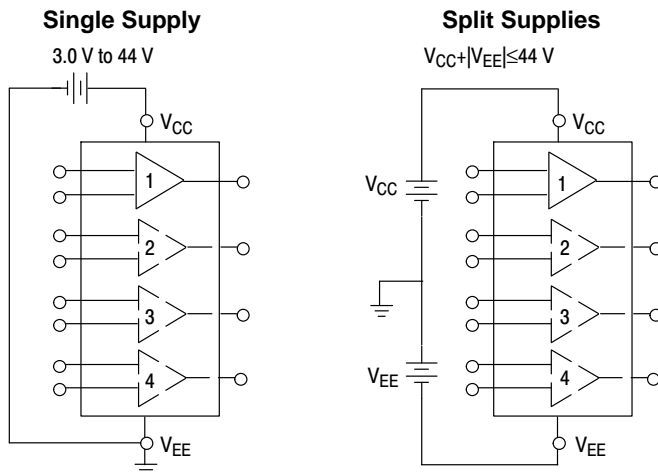 Single Supply
3.0 V to 44 V
VCC
1
2
3
4
VEE
Split Supplies
VCC+|VEE|≤44 V
VCC
VCC
1
2
3
4
VEE
VEE